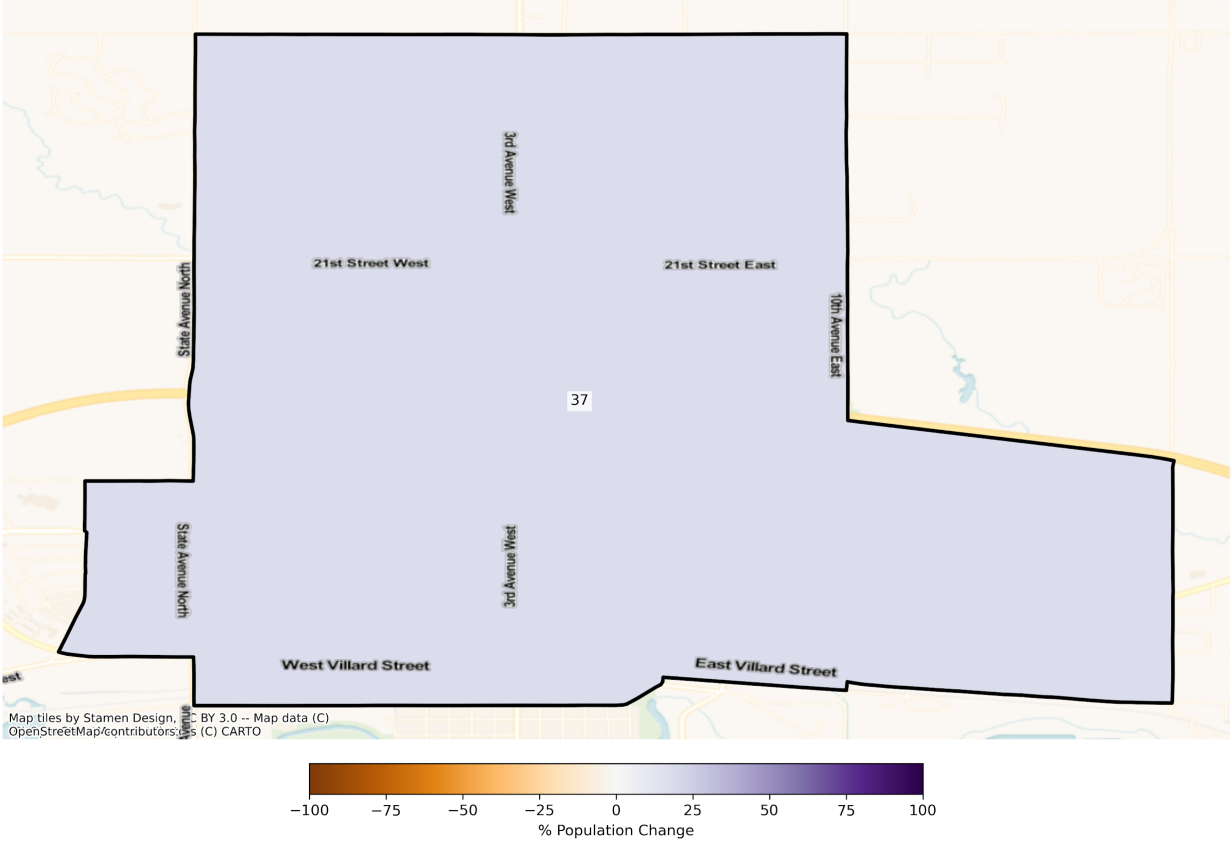 3rd Avenue West
21st Street West
21st Street East
State Avenue North
10th Avenue East
37
State Avenue North
3rd Avenue West
West Villard Street
East Villard Street
est
Avenue
Map tiles by Stamen Design, BY 3.0 -- Map data (C)
OpenStreetMap contributors (C) CARTO
−100 −75 −50 −25 0 25 50 75 100
% Population Change